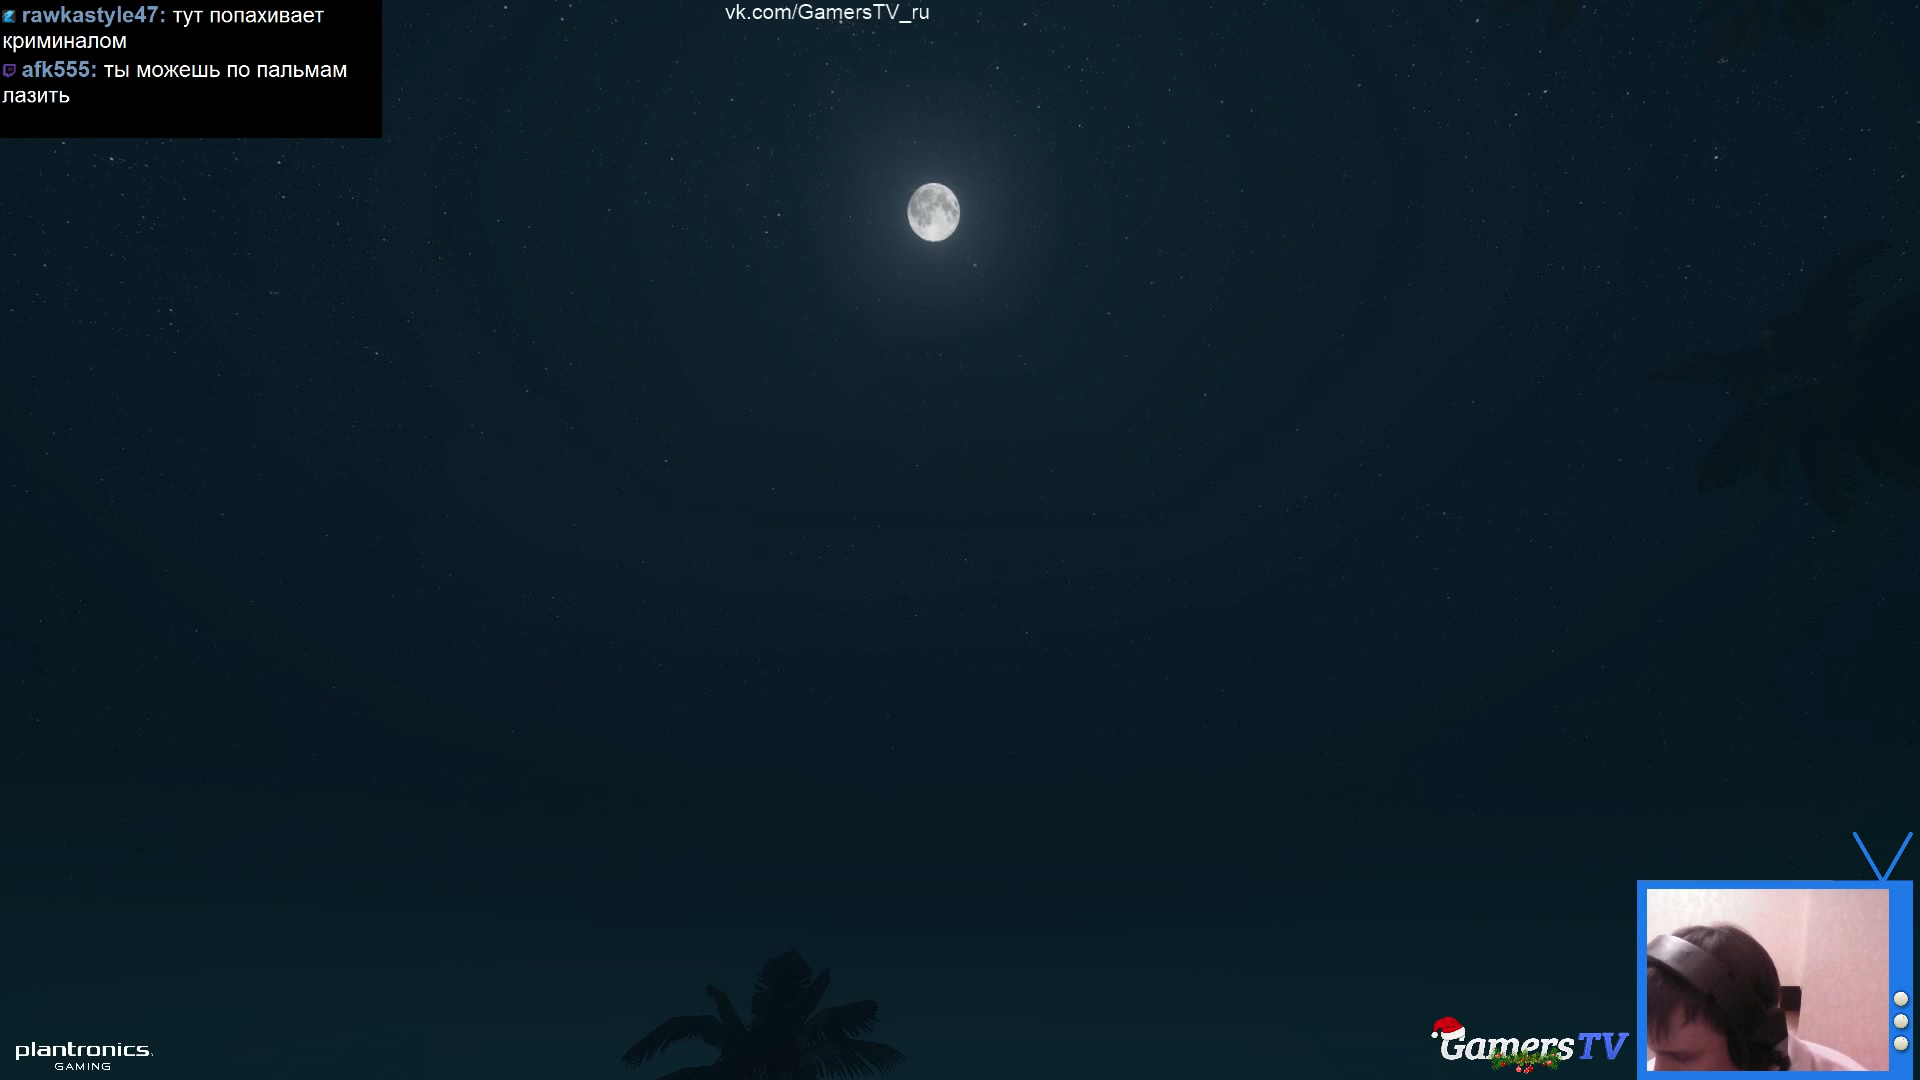 rawkastyle47: тут попахивает
криминалом
afk555: ты можешь по пальмам
лазить
vk.com/GamersTV_ru
plantronics.
GAMING
GamersTV